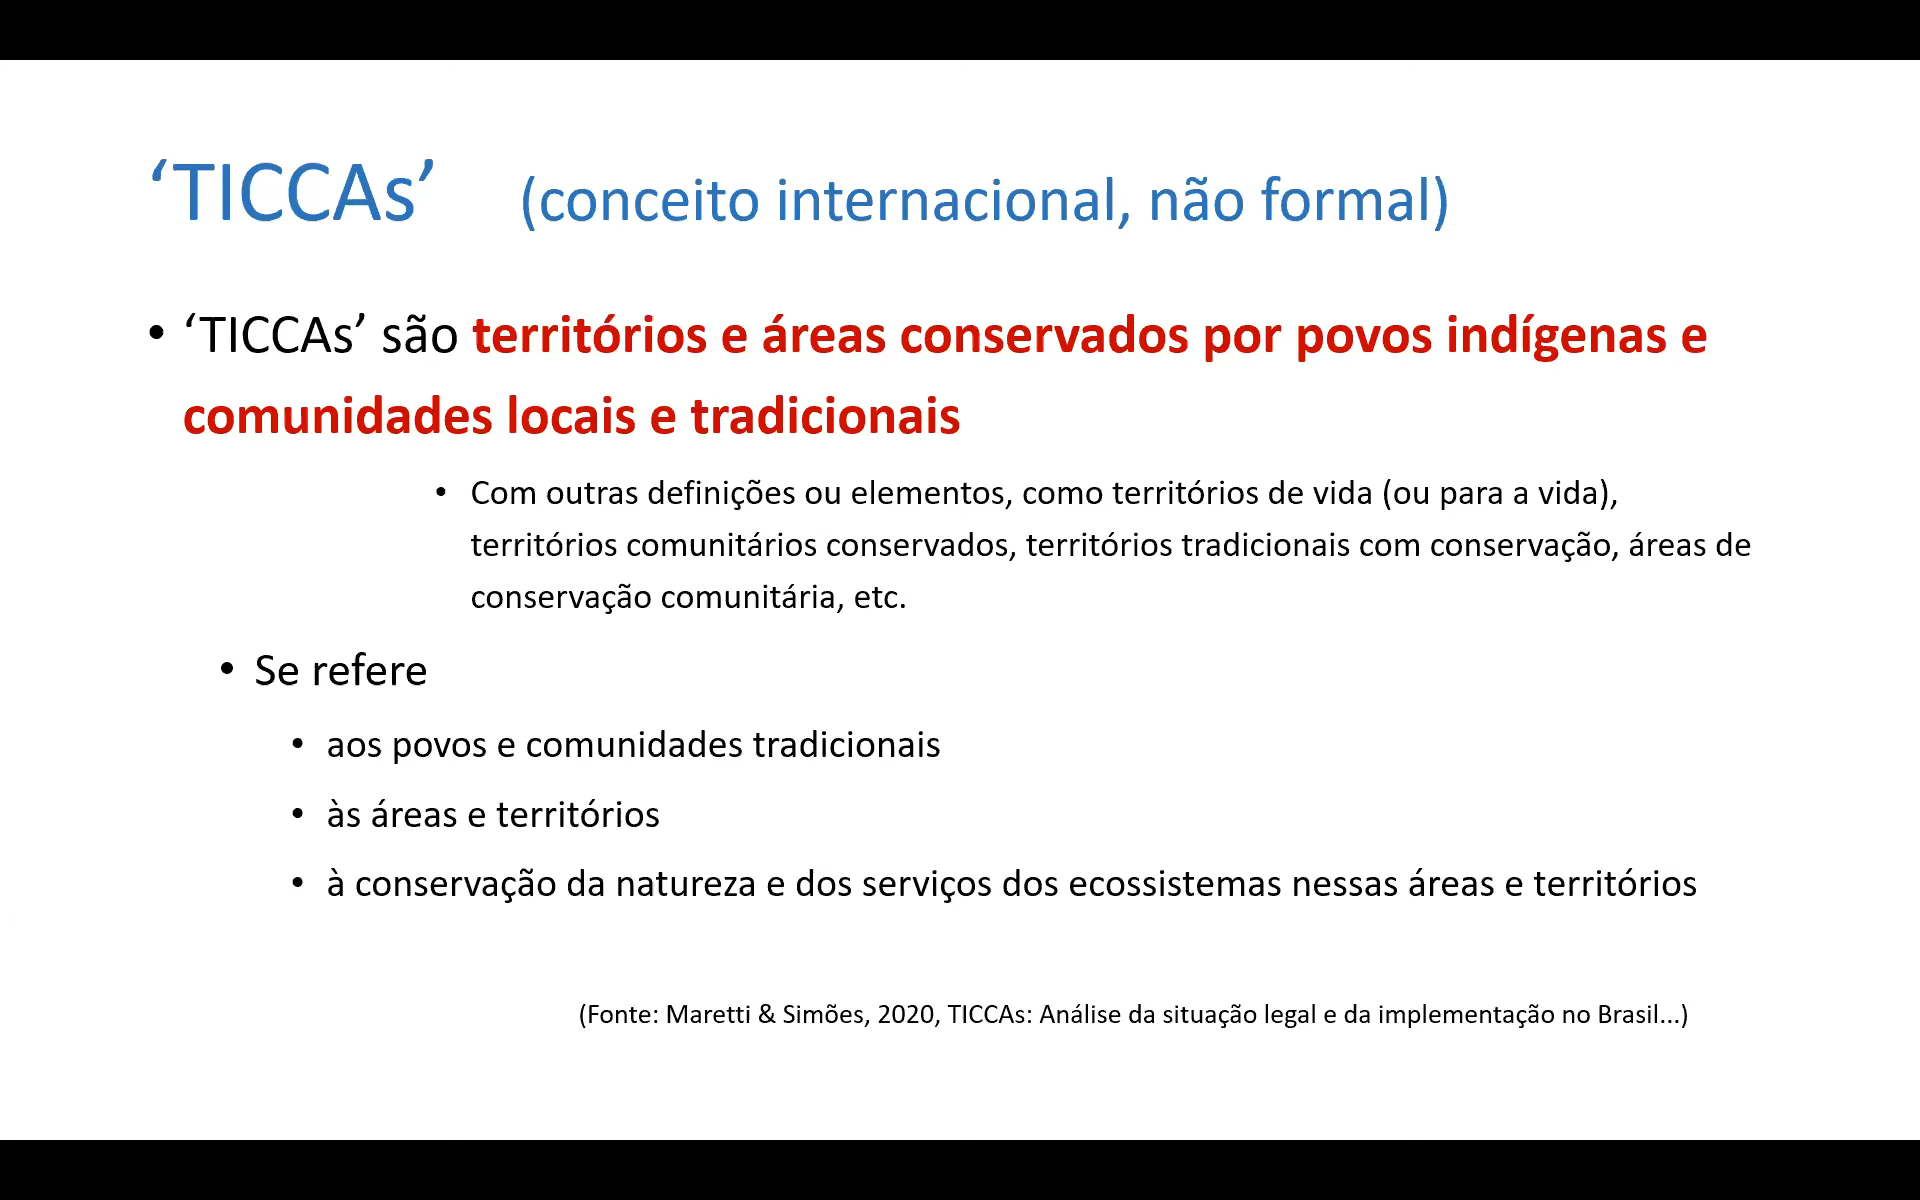 ‘TICCAs’ (conceito internacional, não formal)
• ‘TICCAs’ são territórios e áreas conservados por povos indígenas e
comunidades locais e tradicionais
• Com outras definições ou elementos, como territórios de vida (ou para a vida),
territórios comunitários conservados, territórios tradicionais com conservação, áreas de
conservação comunitária, etc.
• Se refere
• aos povos e comunidades tradicionais
• às áreas e territórios
• à conservação da natureza e dos serviços dos ecossistemas nessas áreas e territórios
(Fonte: Maretti & Simões, 2020, TICCAs: Análise da situação legal e da implementação no Brasil...)